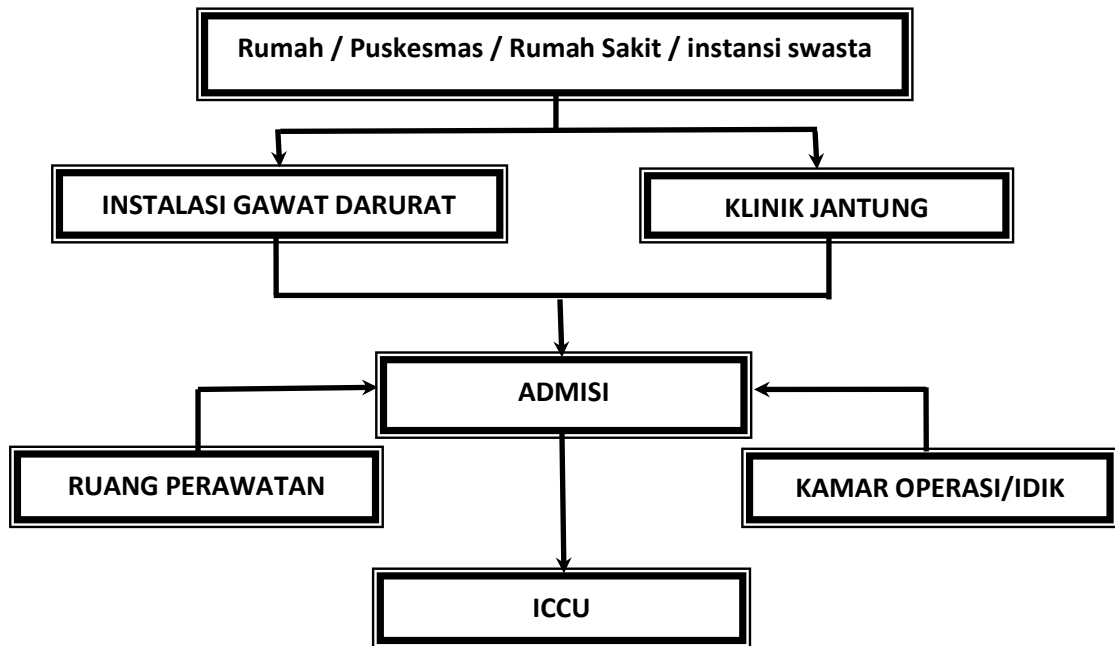 Rumah / Puskesmas / Rumah Sakit / instansi swasta
INSTALASI GAWAT DARURAT
KLINIK JANTUNG
ADMISI
RUANG PERAWATAN
KAMAR OPERASI/IDIK
ICCU